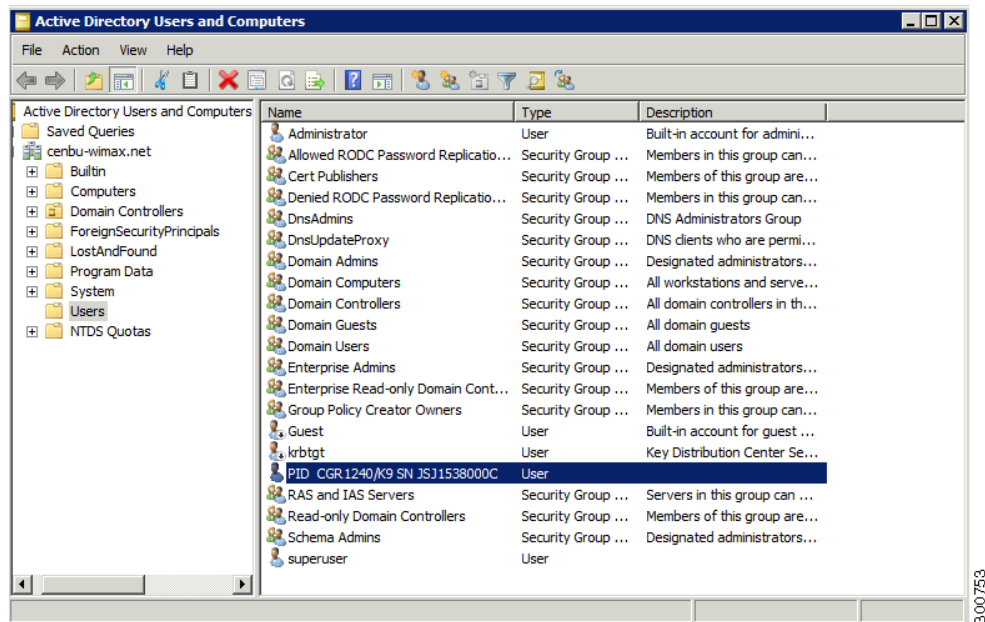 Active Directory Users and Computers
File Action View Help
Active Directory Users and Computers
Saved Queries
cenbu-wimax.net
Builtin
Computers
Domain Controllers
ForeignSecurityPrincipals
LostAndFound
Program Data
System
Users
NTDS Quotas
Name Type Description
Administrator User Built-in account for admini...
Allowed RODC Password Replicatio... Security Group ... Members in this group can...
Cert Publishers Security Group ... Members of this group are...
Denied RODC Password Replicatio... Security Group ... Members in this group can...
DnsAdmins Security Group ... DNS Administrators Group
DnsUpdateProxy Security Group ... DNS clients who are permi...
Domain Admins Security Group ... Designated administrators...
Domain Computers Security Group ... All workstations and serve...
Domain Controllers Security Group ... All domain controllers in th...
Domain Guests Security Group ... All domain guests
Domain Users Security Group ... All domain users
Enterprise Admins Security Group ... Designated administrators...
Enterprise Read-only Domain Cont... Security Group ... Members of this group are...
Group Policy Creator Owners Security Group ... Members in this group can...
Guest User Built-in account for guest ...
krbtgt User Key Distribution Center Se...
PID CGR1240/K9 SN JSJ1538000C User
RAS and IAS Servers Security Group ... Servers in this group can ...
Read-only Domain Controllers Security Group ... Members of this group are...
Schema Admins Security Group ... Designated administrators...
superuser User
300753